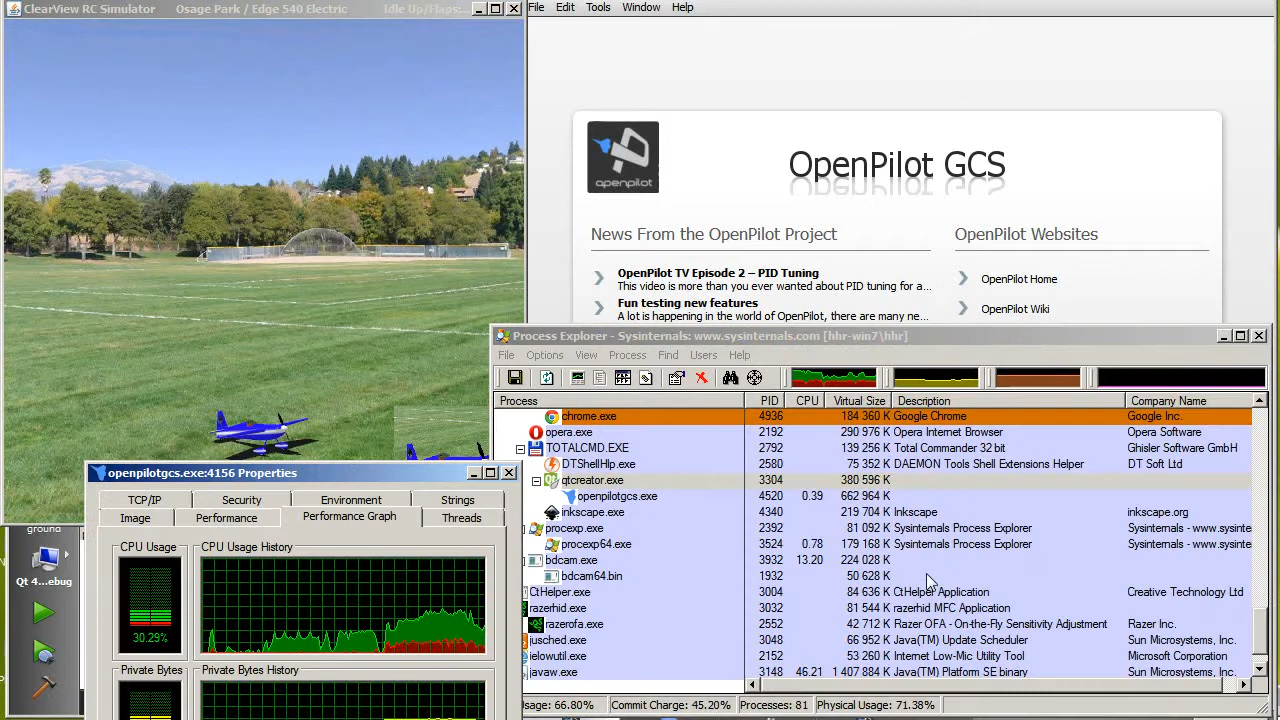 ClearView RC Simulator Osage Park / Edge 540 Electric Idle Up/Flaps:...
File Edit Tools Window Help
openpilot
OpenPilot GCS
News From the OpenPilot Project
OpenPilot Websites
OpenPilot TV Episode 2 – PID Tuning
This video is more than you ever wanted about PID tuning for a...
OpenPilot Home
Fun testing new features
A lot is happening in the world of OpenPilot, there are many ne...
OpenPilot Wiki
Process Explorer - Sysinternals: www.sysinternals.com [hhr-win7\hhr]
File Options View Process Find Users Help
Process PID CPU Virtual Size Description Company Name
chrome.exe 4936 184 360 K Google Chrome Google Inc.
opera.exe 2192 290 976 K Opera Internet Browser Opera Software
TOTALCMD.EXE 2788 139 256 K Total Commander 32 bit Ghisler Software GmbH
DTShellHlp.exe 2580 75 352 K DAEMON Tools Shell Extensions Helper DT Soft Ltd
qtcreator.exe 3304 380 596 K
openpilotgcs.exe 4520 0.39 662 964 K
inkscape.exe 4340 219 704 K Inkscape inkscape.org
procexp.exe 2392 81 092 K Sysinternals Process Explorer Sysinternals - www.sysinte
procexp64.exe 3524 0.78 179 168 K Sysinternals Process Explorer Sysinternals - www.sysinte
bdcam.exe 3932 13.20 224 028 K
bdcam64.bin 1932 50 628 K
CtHelper.exe 3004 84 636 K CtHelper Application Creative Technology Ltd
razerhid.exe 3032 81 544 K razerhid MFC Application
razerofa.exe 2552 42 712 K Razer OFA - On-the-Fly Sensitivity Adjustment Razer Inc.
jusched.exe 3048 66 952 K Java(TM) Update Scheduler Sun Microsystems, Inc.
ielowutil.exe 2152 53 260 K Internet Low-Mic Utility Tool Microsoft Corporation
javaw.exe 3148 46.21 1 407 884 K Java(TM) Platform SE binary Sun Microsystems, Inc.
sage: 66.80% Commit Charge: 45.20% Processes: 81 Physical Usage: 71.38%
openpilotgcs.exe:4156 Properties
TCP/IP Security Environment Strings
Image Performance Performance Graph Threads
CPU Usage
CPU Usage History
30.29%
Private Bytes
Private Bytes History
ground
Qt 4...ebug